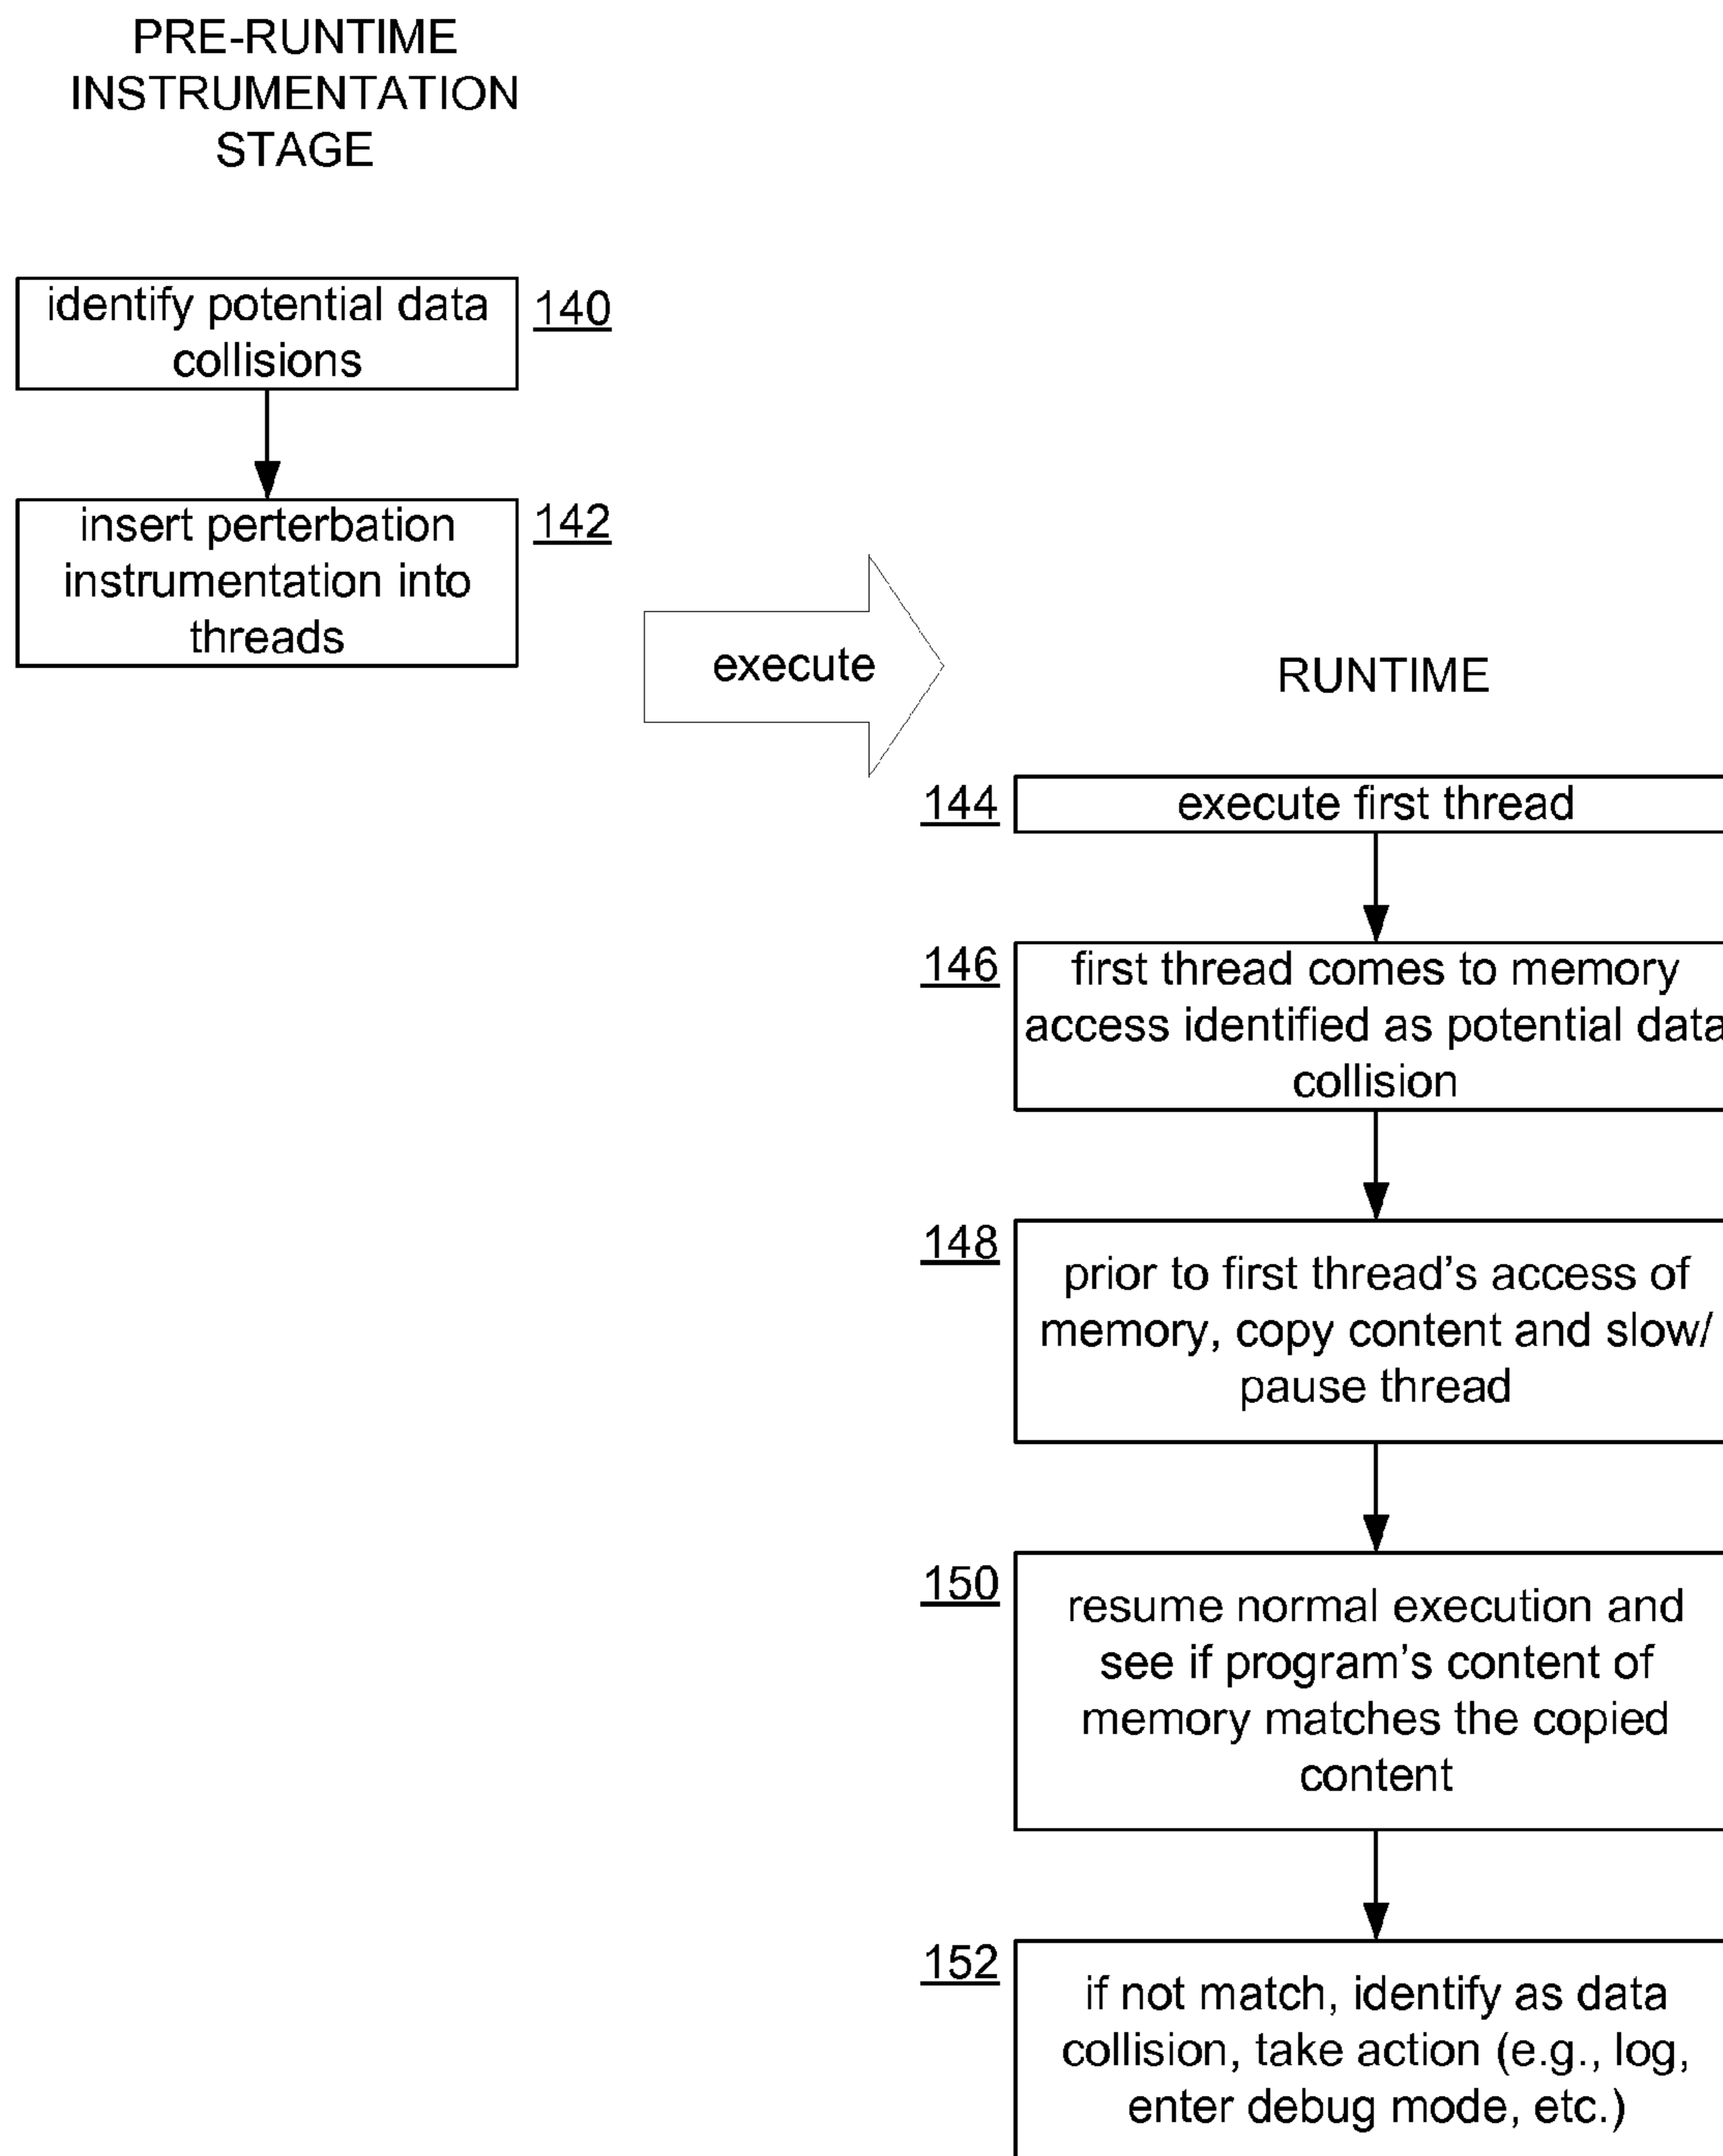 PRE-RUNTIME
INSTRUMENTATION
STAGE
identify potential data
collisions
140
insert perterbation
instrumentation into
threads
142
execute
RUNTIME
144
execute first thread
146
first thread comes to memory
access identified as potential data
collision
148
prior to first thread's access of
memory, copy content and slow/
pause thread
150
resume normal execution and
see if program's content of
memory matches the copied
content
152
if not match, identify as data
collision, take action (e.g., log,
enter debug mode, etc.)